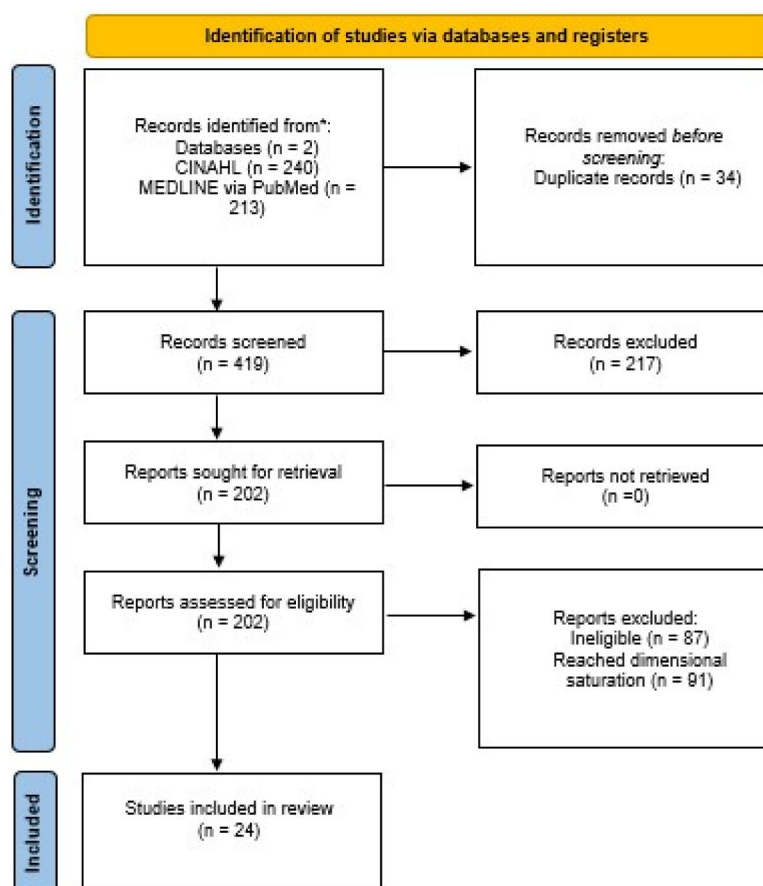 Identification of studies via databases and registers
Identification
Records identified from*:
Databases (n = 2)
CINAHL (n = 240)
MEDLINE via PubMed (n =
213)
Records removed before
screening:
Duplicate records (n = 34)
Screening
Records screened
(n = 419)
Records excluded
(n = 217)
Reports sought for retrieval
(n = 202)
Reports not retrieved
(n =0)
Reports assessed for eligibility
(n = 202)
Reports excluded:
Ineligible (n = 87)
Reached dimensional
saturation (n = 91)
Included
Studies included in review
(n = 24)